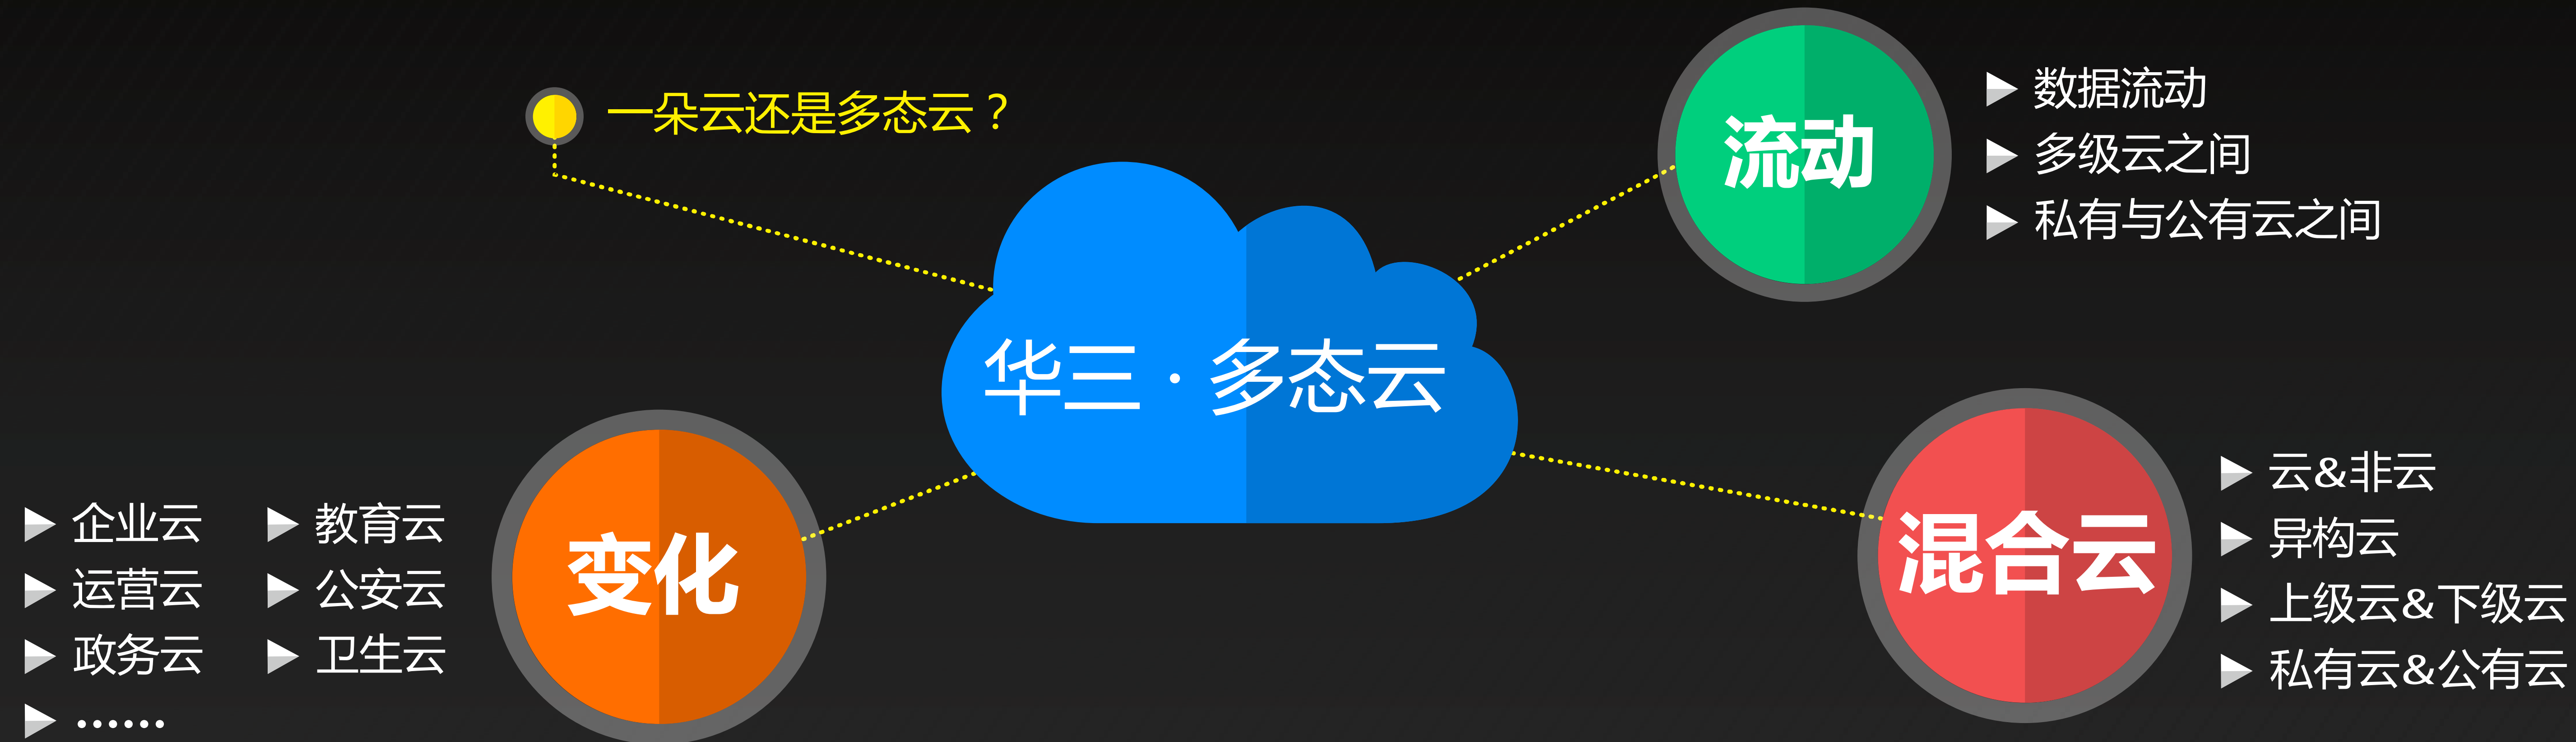 一朵云还是多态云？
华三·多态云
流动
数据流动
多级云之间
私有与公有云之间
变化
企业云
运营云
政务云
……
教育云
公安云
卫生云
混合云
云&非云
异构云
上级云&下级云
私有云&公有云